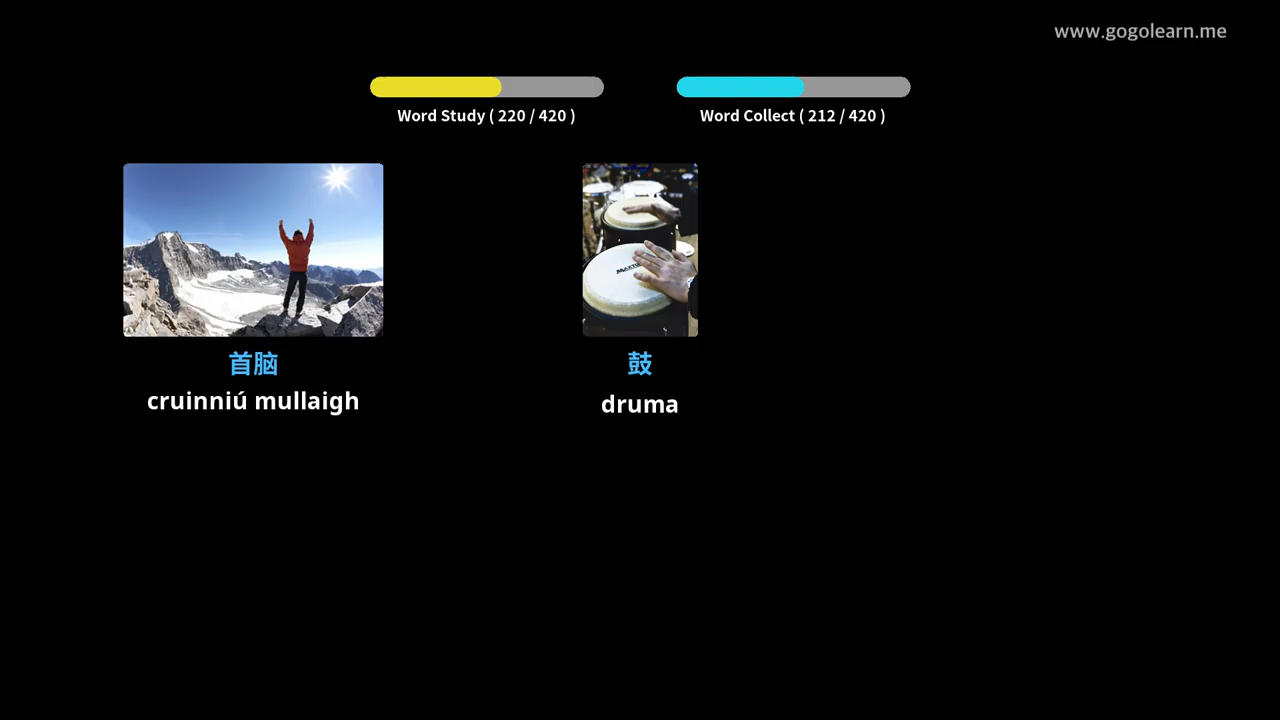 www.gogolearn.me
Word Study ( 220 / 420 )
Word Collect ( 212 / 420 )
首脑
鼓
cruinniú mullaigh
druma